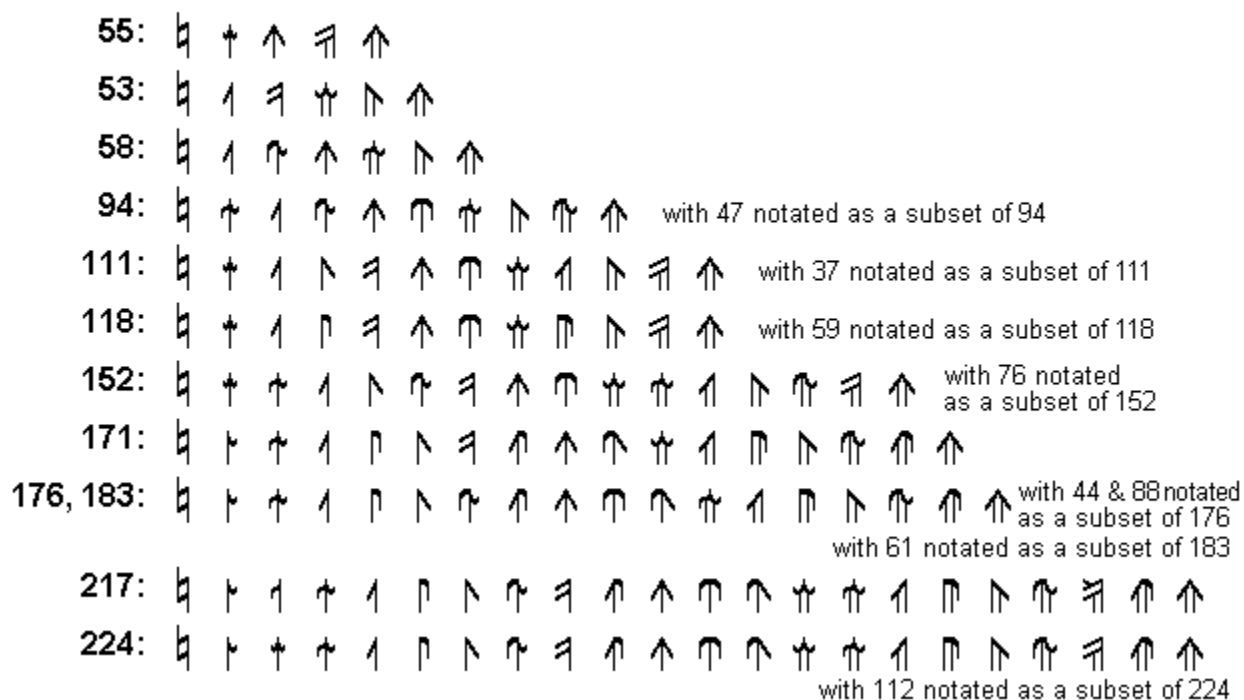 55:
53:
58:
94: with 47 notated as a subset of 94
111: with 37 notated as a subset of 111
118: with 59 notated as a subset of 118
152: with 76 notated
as a subset of 152
171:
176, 183: with 44 & 88 notated
as a subset of 176
with 61 notated as a subset of 183
217:
224:
with 112 notated as a subset of 224